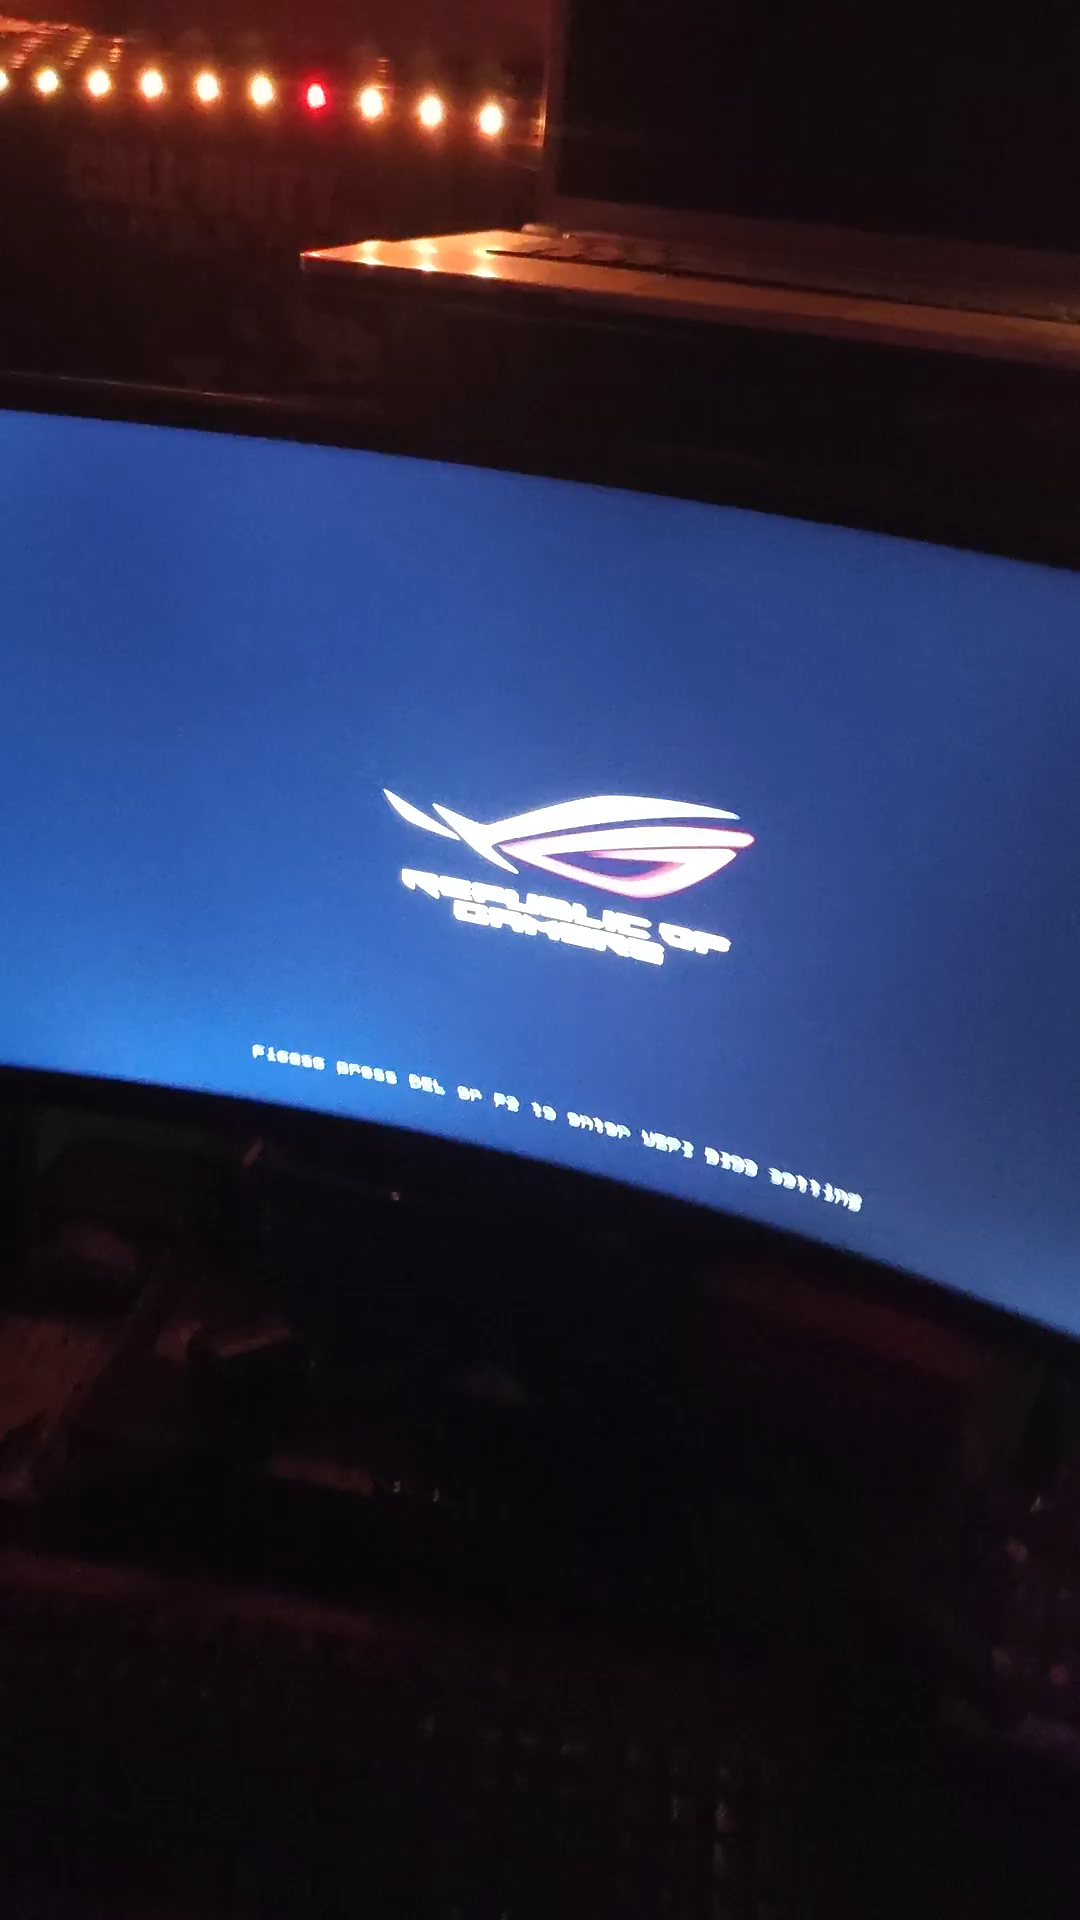 REPUBLIC OF
GAMERS
Please press DEL or F2 to enter UEFI BIOS setting